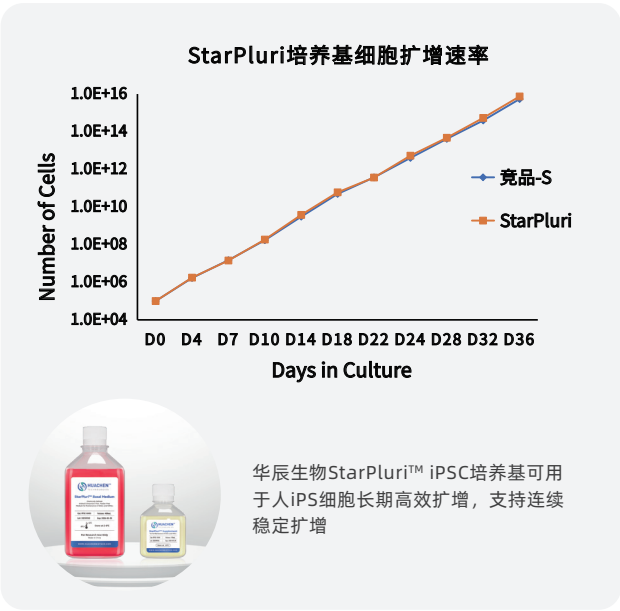 StarPluri培养基细胞扩增速率
1.0E+16
1.0E+14
1.0E+12
1.0E+10
1.0E+08
1.0E+06
1.0E+04
Number of Cells
D0 D4 D7 D10 D14 D18 D22 D24 D28 D32 D36
Days in Culture
竞品-S
StarPluri
HUACHEN
StarPluri™ Basal Medium
HUACHEN
华辰生物StarPluri™ iPSC培养基可用
于人iPS细胞长期高效扩增，支持连续
稳定扩增